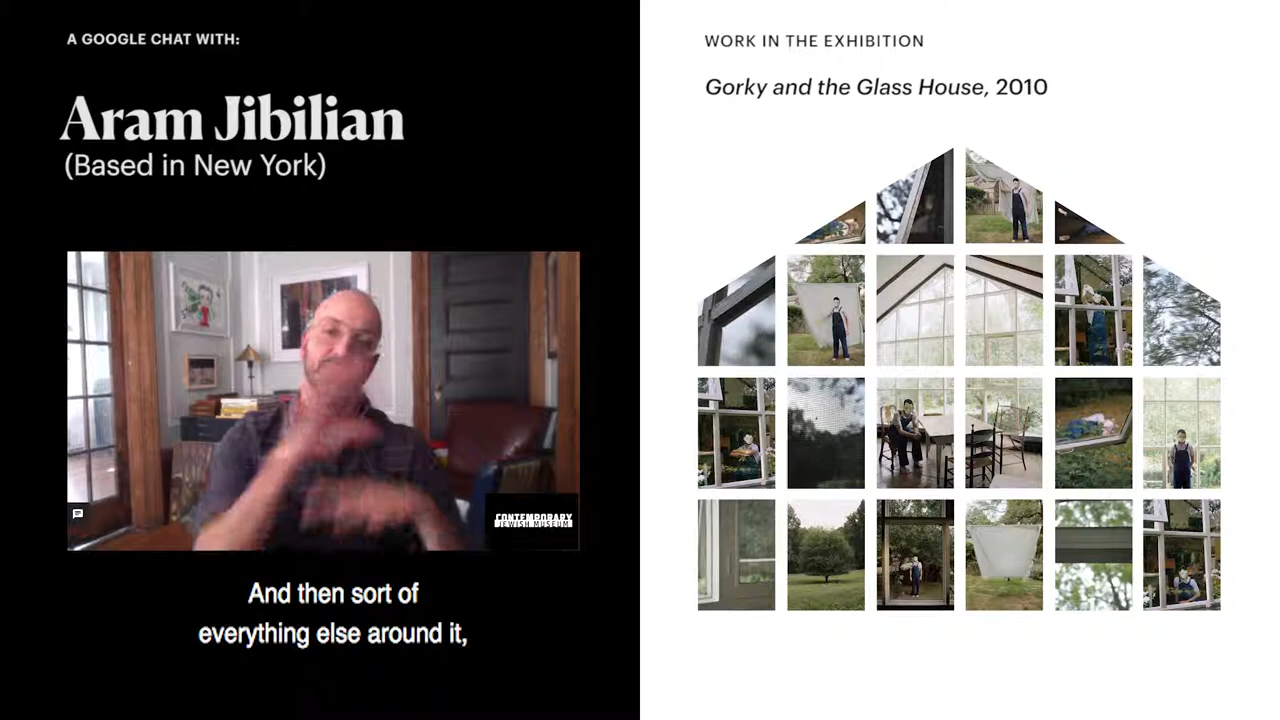 A GOOGLE CHAT WITH:
Aram Jibilian
(Based in New York)
CONTEMPORARY
JEWISH MUSEUM
And then sort of
everything else around it,
WORK IN THE EXHIBITION
Gorky and the Glass House, 2010